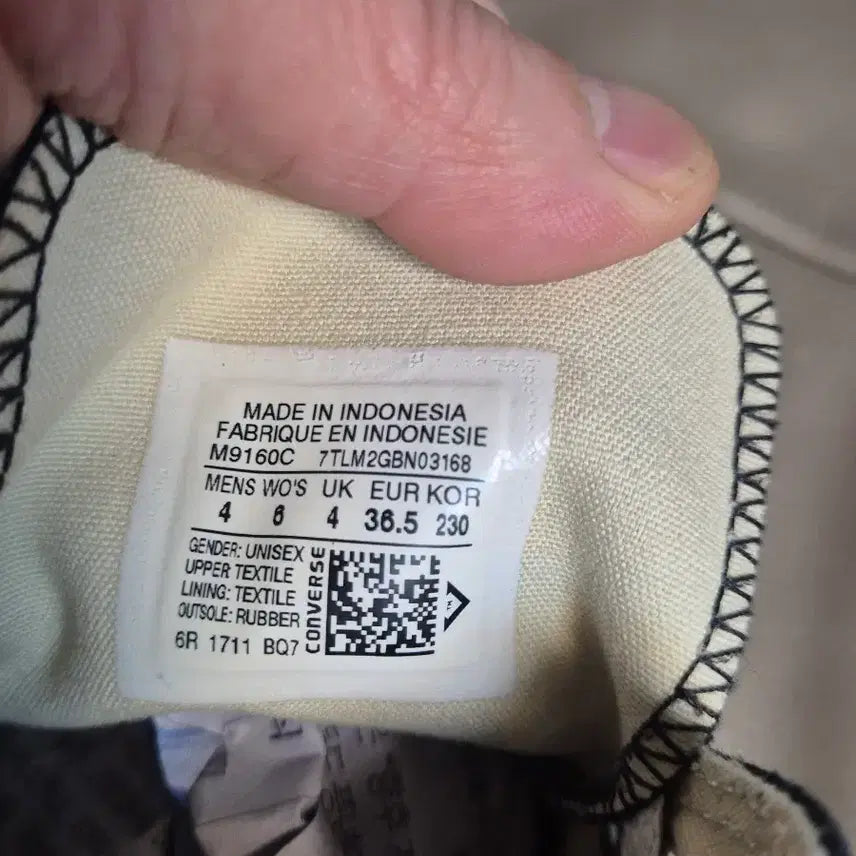 MADE IN INDONESIA
FABRIQUE EN INDONESIE
M9160C 7TLM2GBN03168
MENS WO'S UK EUR KOR
4 6 4 36.5 230
GENDER: UNISEX
UPPER TEXTILE
LINING: TEXTILE
OUTSOLE: RUBBER
6R 1711 BQ7
CONVERSE